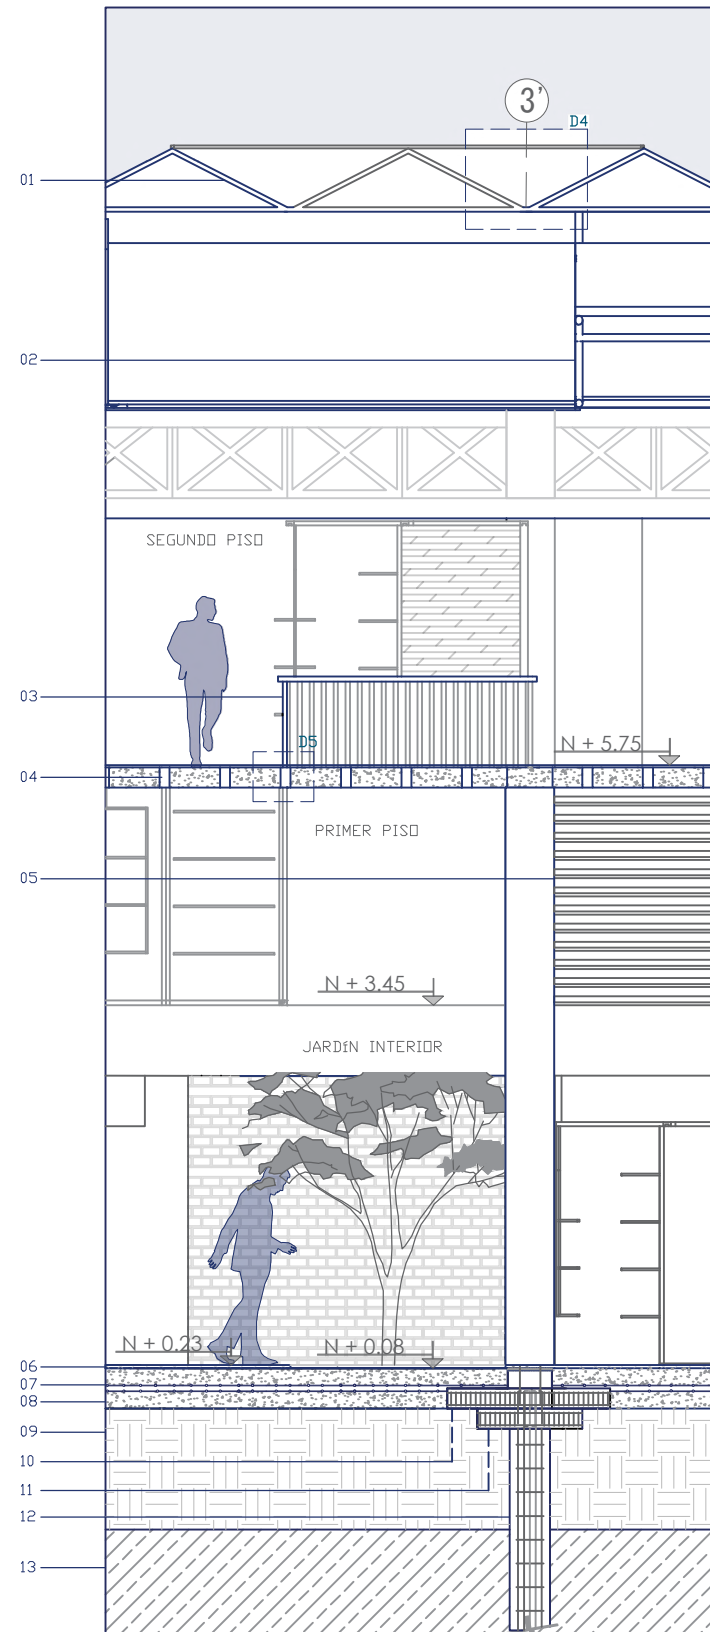 3'
D4
01
02
SEGUNDO PISO
03
D5
N + 5.75
04
PRIMER PISO
05
N + 3.45
JARDíN INTERIOR
N + 0.23
N + 0.08
06
07
08
09
10
11
12
13